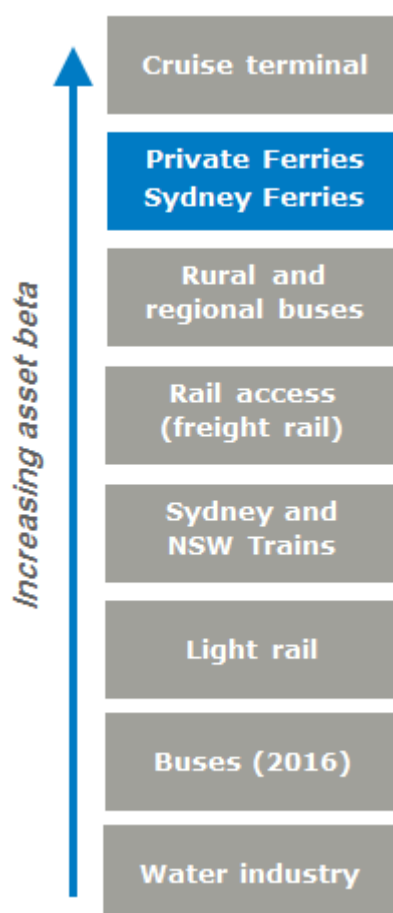 Increasing asset beta
Cruise terminal
Private Ferries
Sydney Ferries
Rural and
regional buses
Rail access
(freight rail)
Sydney and
NSW Trains
Light rail
Buses (2016)
Water industry